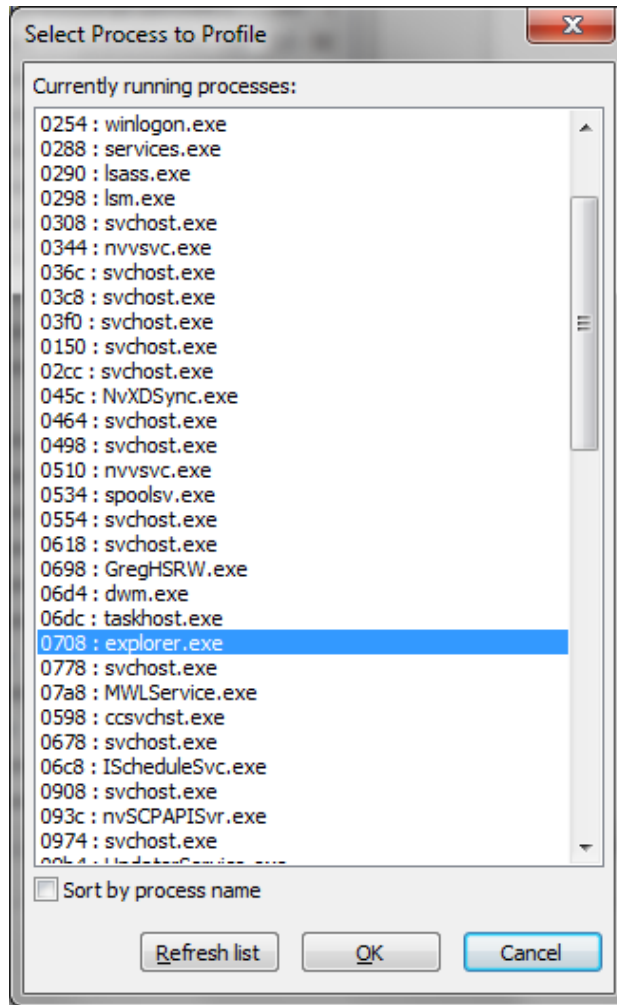 Select Process to Profile
Currently running processes:
0254 : winlogon.exe
0288 : services.exe
0290 : lsass.exe
0298 : lsm.exe
0308 : svchost.exe
0344 : nvvsvc.exe
036c : svchost.exe
03c8 : svchost.exe
03f0 : svchost.exe
0150 : svchost.exe
02cc : svchost.exe
045c : NvXDSync.exe
0464 : svchost.exe
0498 : svchost.exe
0510 : nvvsvc.exe
0534 : spoolsv.exe
0554 : svchost.exe
0618 : svchost.exe
0698 : GregHSRW.exe
06d4 : dwm.exe
06dc : taskhost.exe
0708 : explorer.exe
0778 : svchost.exe
07a8 : MWLService.exe
0598 : ccsvchst.exe
0678 : svchost.exe
06c8 : IScheduleSvc.exe
0908 : svchost.exe
093c : nvSCPAPISvr.exe
0974 : svchost.exe
Sort by process name
Refresh list OK Cancel